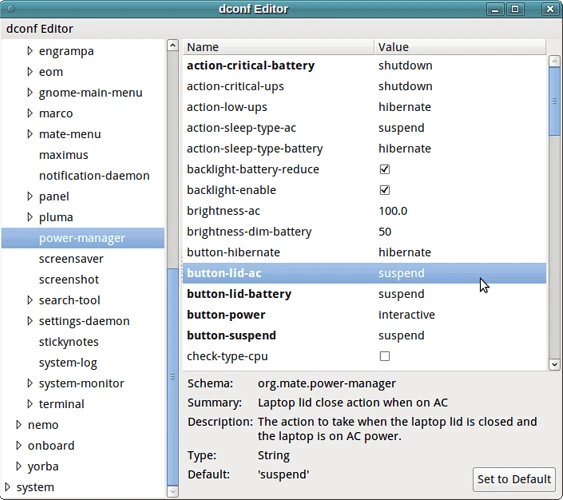 dconf Editor
dconf Editor
engrampa
eom
gnome-main-menu
marco
mate-menu
maximus
notification-daemon
panel
pluma
power-manager
screensaver
screenshot
search-tool
settings-daemon
stickynotes
system-log
system-monitor
terminal
nemo
onboard
yorba
system
Name Value
action-critical-battery shutdown
action-critical-ups shutdown
action-low-ups hibernate
action-sleep-type-ac suspend
action-sleep-type-battery hibernate
backlight-battery-reduce
backlight-enable
brightness-ac 100.0
brightness-dim-battery 50
button-hibernate hibernate
button-lid-ac suspend
button-lid-battery suspend
button-power interactive
button-suspend suspend
check-type-cpu
Schema: org.mate.power-manager
Summary: Laptop lid close action when on AC
Description: The action to take when the laptop lid is closed and
the laptop is on AC power.
Type: String
Default: 'suspend'
Set to Default